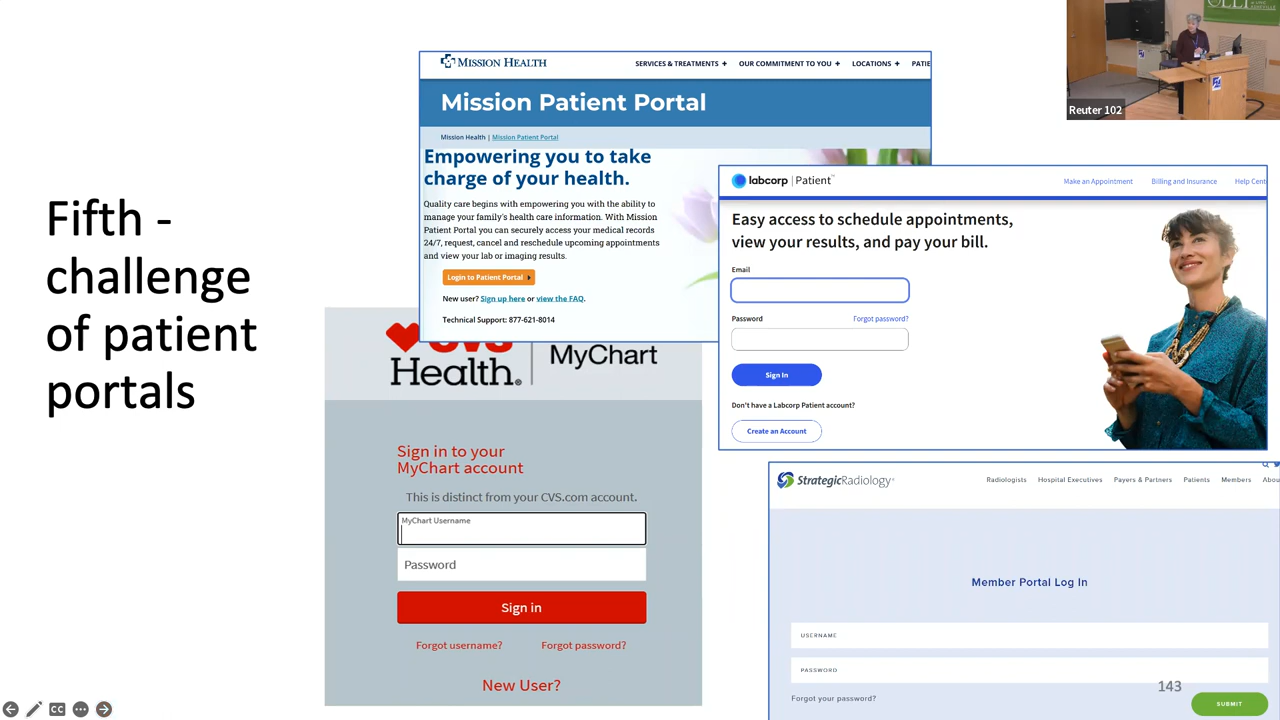 Fifth -
challenge
of patient
portals
MISSION HEALTH
SERVICES & TREATMENTS +
OUR COMMITMENT TO YOU +
LOCATIONS +
PATIE
Mission Patient Portal
Mission Health | Mission Patient Portal
Empowering you to take
charge of your health.
Quality care begins with empowering you with the ability to
manage your family's health care information. With Mission
Patient Portal you can securely access your medical records
24/7, request, cancel and reschedule upcoming appointments
and view your lab or imaging results.
Login to Patient Portal
New user? Sign up here or view the FAQ.
Technical Support: 877-621-8014
Reuter 102
labcorp | Patient™
Make an Appointment
Billing and Insurance
Help Cent
Easy access to schedule appointments,
view your results, and pay your bill.
Email
Password
Forgot password?
Sign In
Don't have a Labcorp Patient account?
Create an Account
CVS
Health®
MyChart
Sign in to your
MyChart account
This is distinct from your CVS.com account.
MyChart Username
Password
Sign in
Forgot username?
Forgot password?
New User?
StrategicRadiology
Radiologists
Hospital Executives
Payers & Partners
Patients
Members
Abou
Member Portal Log In
USERNAME
PASSWORD
Forgot your password?
143
SUBMIT
CC